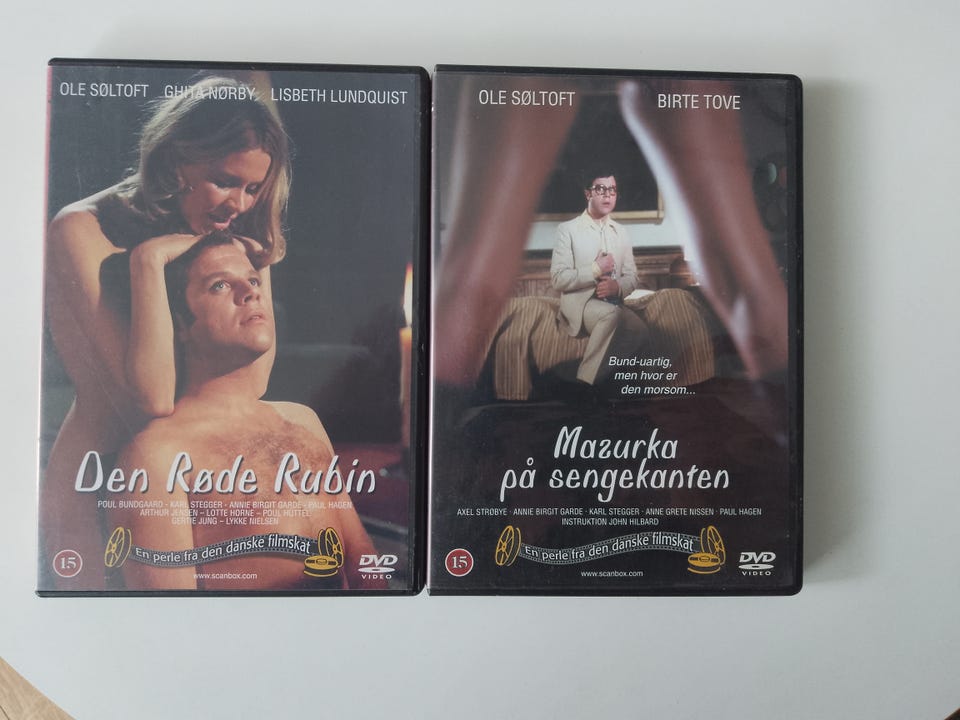 OLE SØLTOFT GHITA NØRBY LISBETH LUNDQUIST
Den Røde Rubin
POUL BUNDGAARD - KARL STEGGER - ANNIE BIRGIT GARDE - PAUL HAGEN
ARTHUR JENSEN – LOTTE HORNE – POUL HÜTTEL
GERTIE JUNG – LYKKE NIELSEN
En perle fra den danske filmskat
15
www.scanbox.com
DVD
VIDEO
OLE SØLTOFT BIRTE TOVE
Bund-uartig,
men hvor er
den morsom...
Mazurka
på sengekanten
AXEL STRØBYE - ANNIE BIRGIT GARDE - KARL STEGGER - ANNE GRETE NISSEN - PAUL HAGEN
INSTRUKTION JOHN HILBARD
En perle fra den danske filmskat
15
www.scanbox.com
DVD
VIDEO